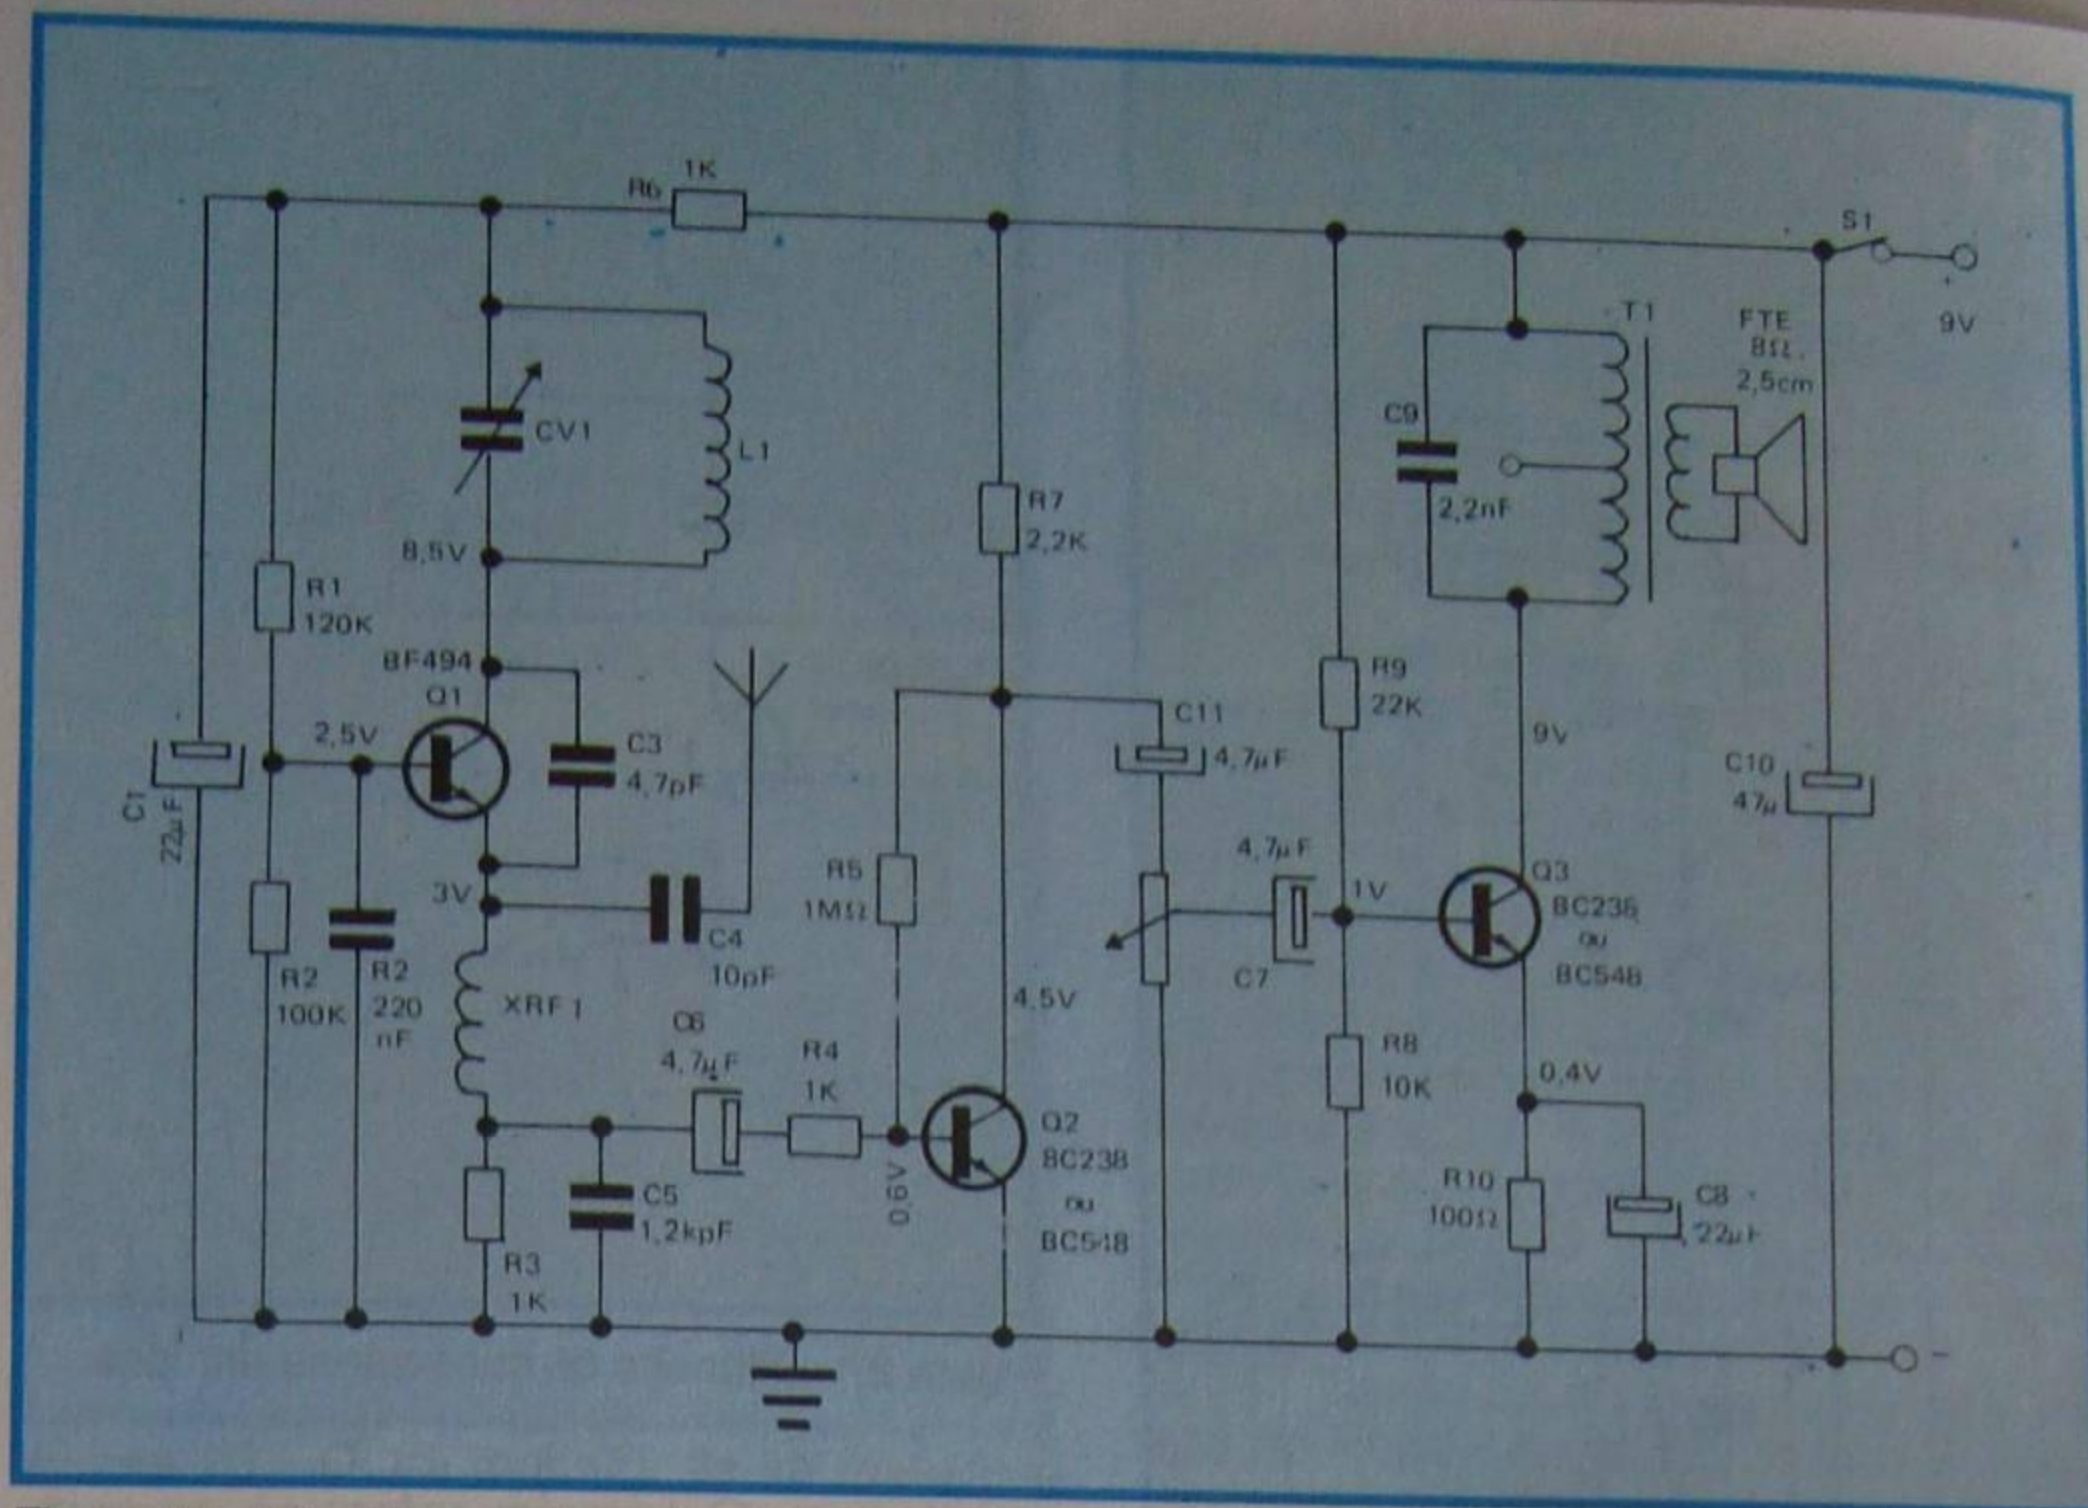 1K
R6
S1
9V
T1
FTE
8Ω
2,5cm
C9
2,2nF
CV1
L1
8,5V
R7
2,2K
R1
120K
BF494
Q1
2,5V
C3
4,7pF
C1
22µF
3V
C4
10pF
R2
100K
R2
220
nF
XRF1
C6
4,7µF
R4
1K
R5
1MΩ
0,6V
C5
1,2kpF
R3
1K
Q2
BC238
ou
BC548
4,5V
C11
4,7µF
4,7µF
C7
R9
22K
1V
9V
Q3
BC238
ou
BC548
R8
10K
0,4V
R10
100Ω
C8
22µF
C10
47µ
-